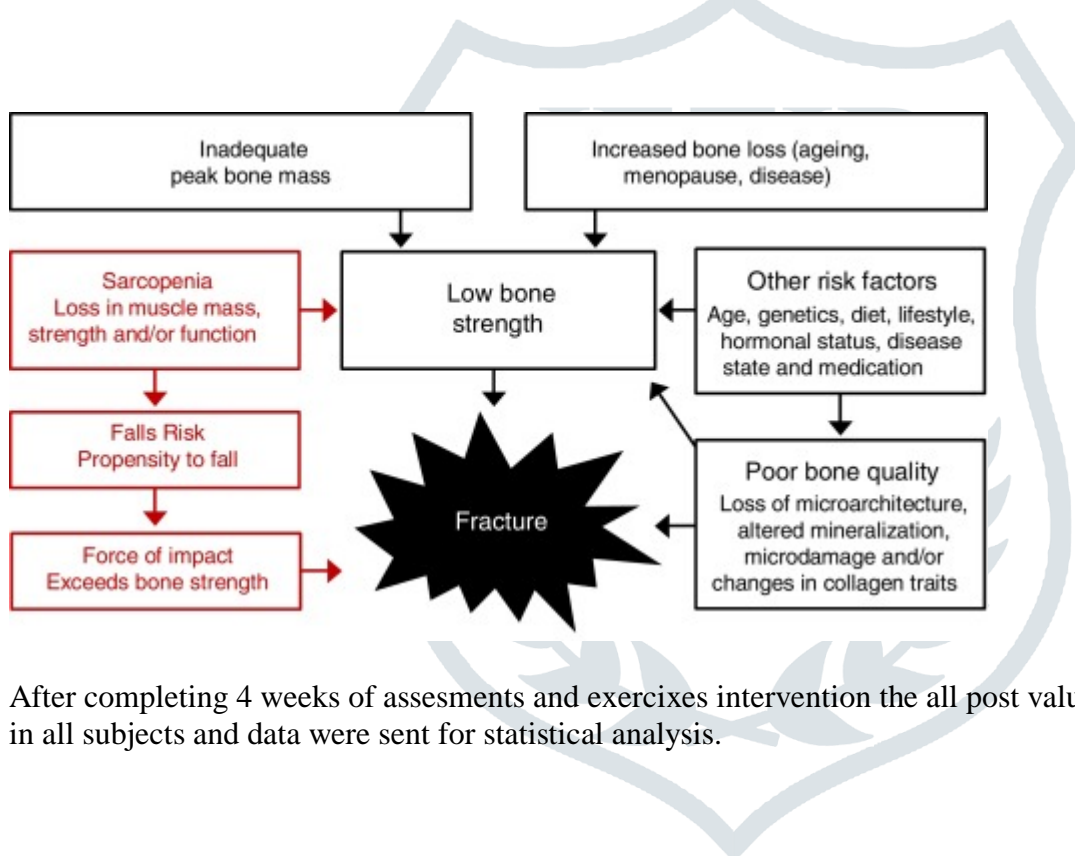 Inadequate
peak bone mass
Increased bone loss (ageing,
menopause, disease)
Sarcopenia
Loss in muscle mass,
strength and/or function
Low bone
strength
Other risk factors
Age, genetics, diet, lifestyle,
hormonal status, disease
state and medication
Falls Risk
Propensity to fall
Fracture
Poor bone quality
Loss of microarchitecture,
altered mineralization,
microdamage and/or
changes in collagen traits
Force of impact
Exceeds bone strength
After completing 4 weeks of assesments and exercixes intervention the all post
in all subjects and data were sent for statistical analysis.